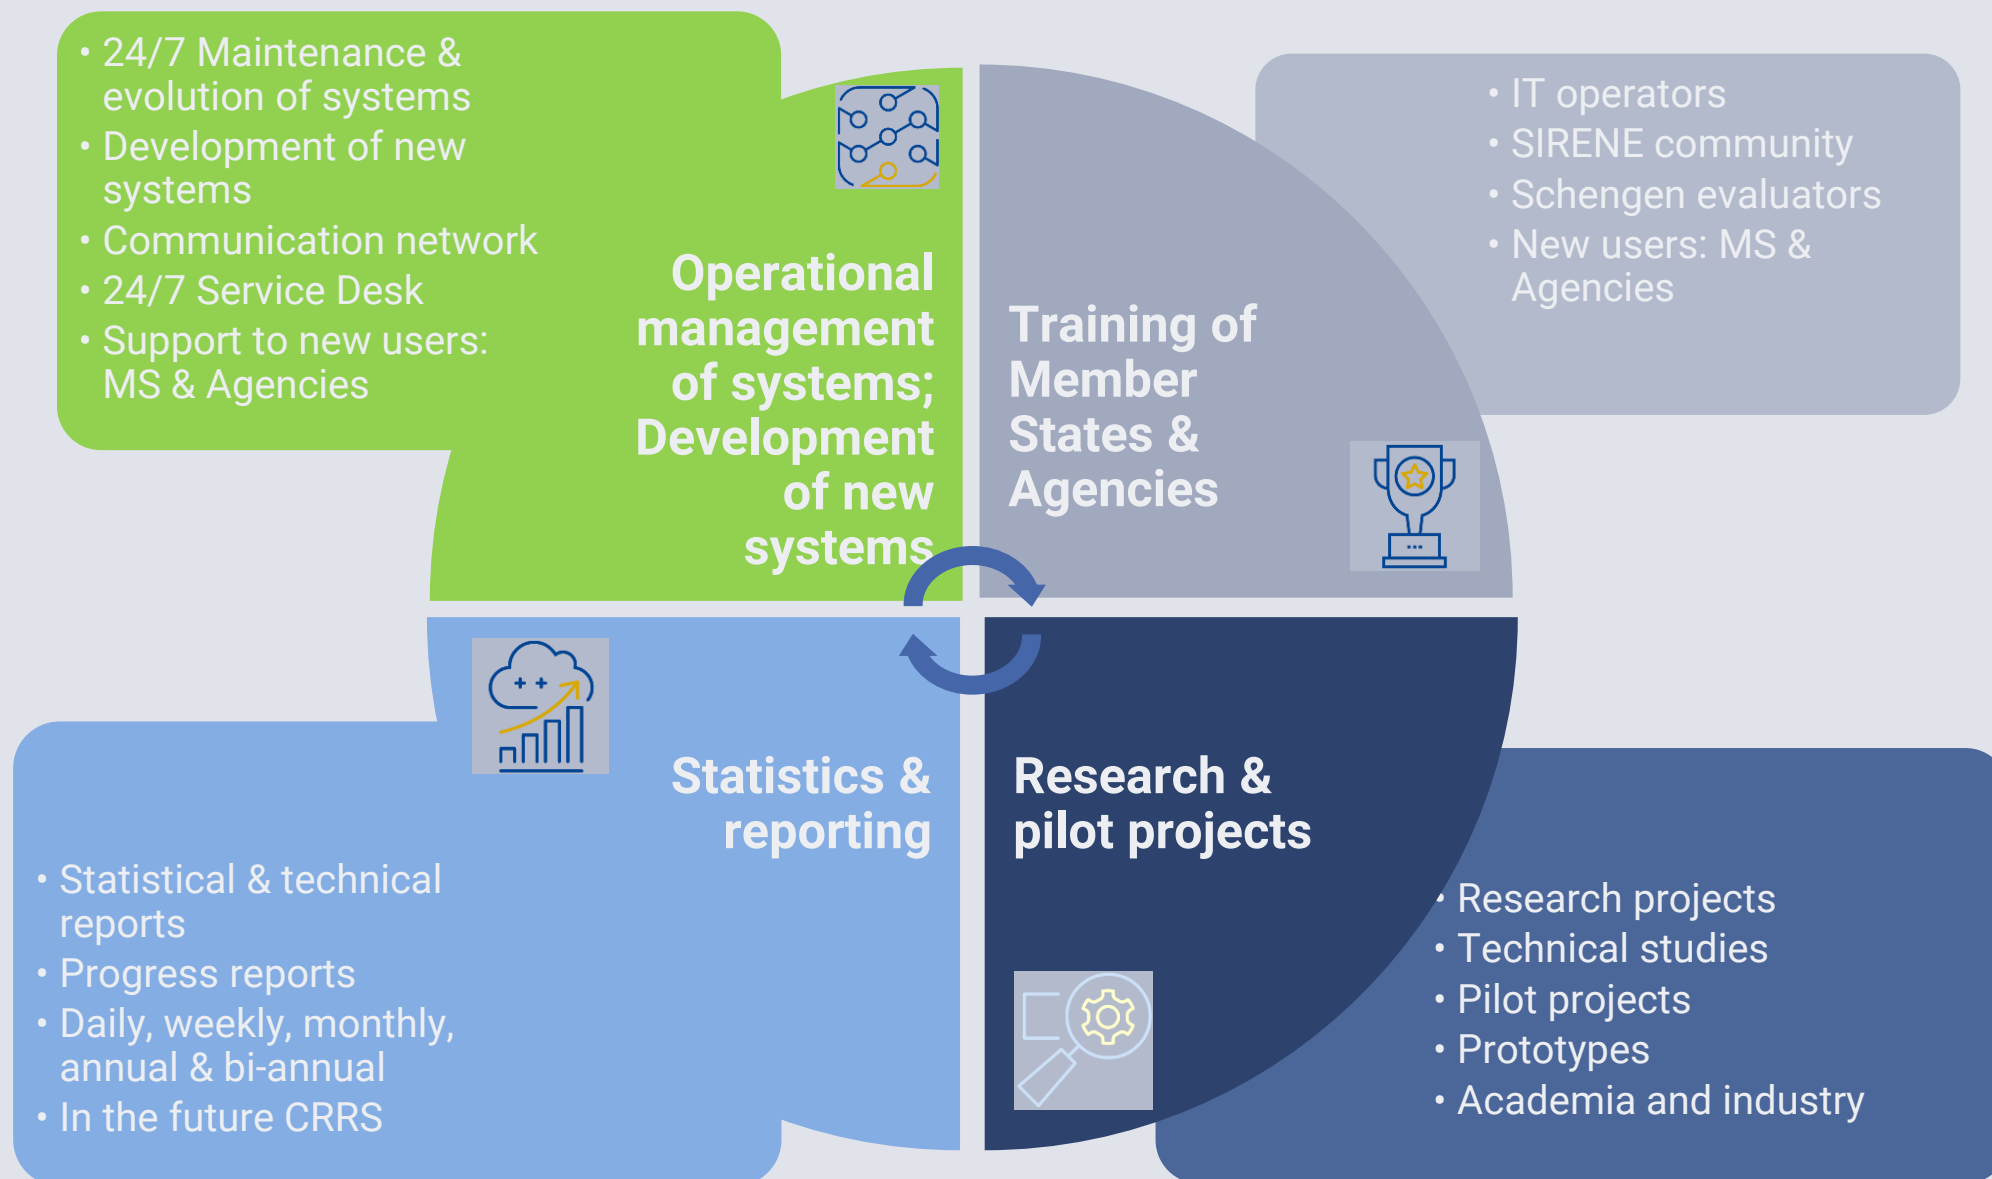 • 24/7 Maintenance &
evolution of systems
• Development of new
systems
• Communication network
• 24/7 Service Desk
• Support to new users:
MS & Agencies
Operational
management
of systems;
Development
of new
systems
Training of
Member
States &
Agencies
• IT operators
• SIRENE community
• Schengen evaluators
• New users: MS &
Agencies
Statistics &
reporting
• Statistical & technical
reports
• Progress reports
• Daily, weekly, monthly,
annual & bi-annual
• In the future CRRS
Research &
pilot projects
• Research projects
• Technical studies
• Pilot projects
• Prototypes
• Academia and industry